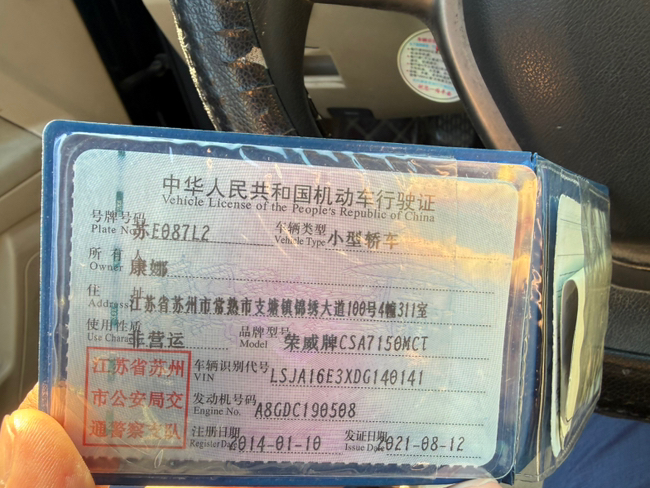 中华人民共和国机动车行驶证
Vehicle License of the People's Republic of China
号牌号码 苏E087L2 车辆类型 小型轿车
Plate No. Vehicle Type
所有人 康娜
Owner
住址 江苏省苏州市常熟市支塘镇锦绣大道100号4幢311室
Address
使用性质 非营运 品牌型号 荣威牌CSA7150MCT
Use Character Model
江苏省苏州
市公安局交
通警察支队
车辆识别代号 LSJA16E3XDG140141
VIN
发动机号码 A8GDC190508
Engine No.
注册日期 2014-01-10 发证日期 2021-08-12
Register Date Issue Date